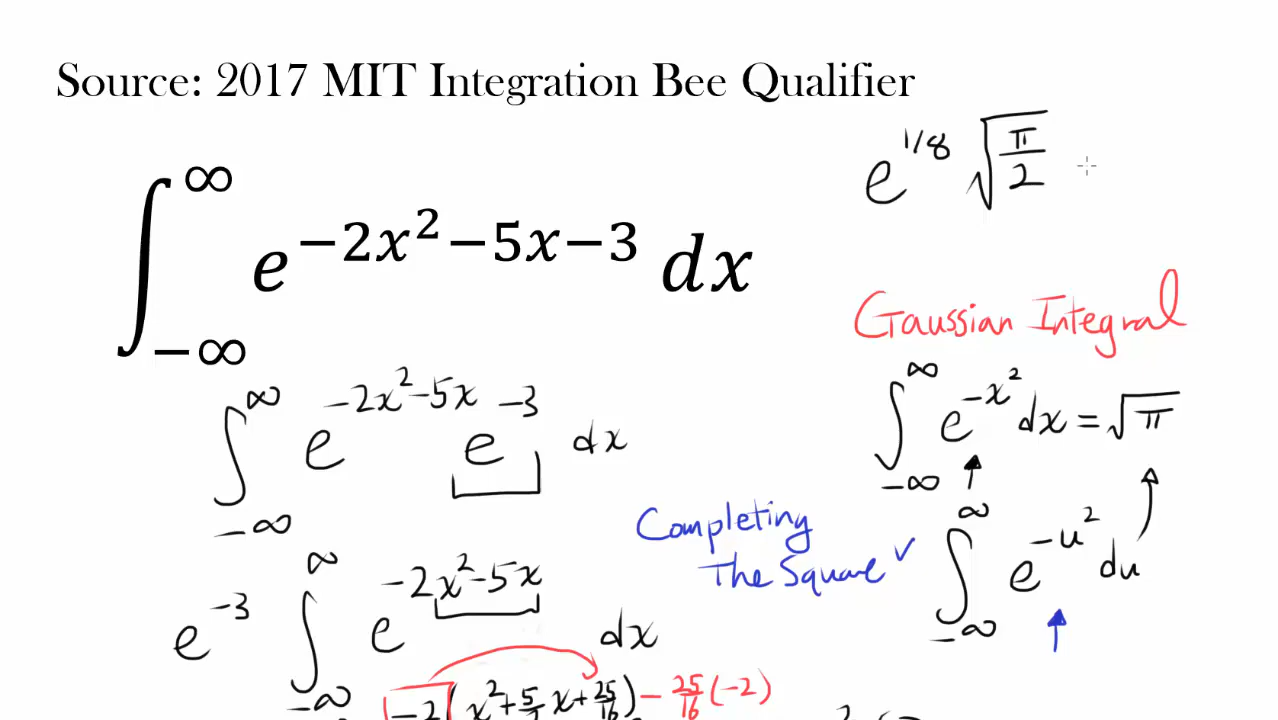 Source: 2017 MIT Integration Bee Qualifier
e^{1/8} √(π/2)
∫_{-∞}^{∞} e^{−2x²−5x−3} dx
Gaussian Integral
∫_{-∞}^{∞} e^{-x²} dx = √π
∫_{-∞}^{∞} e^{-2x²-5x} e^{-3} dx
Completing
The Square ✓
∫_{-∞}^{∞} e^{-u²} du
e^{-3} ∫_{-∞}^{∞} e^{-2x²-5x} dx
-2(x²+5/2x+25/16) - 25/16(-2)